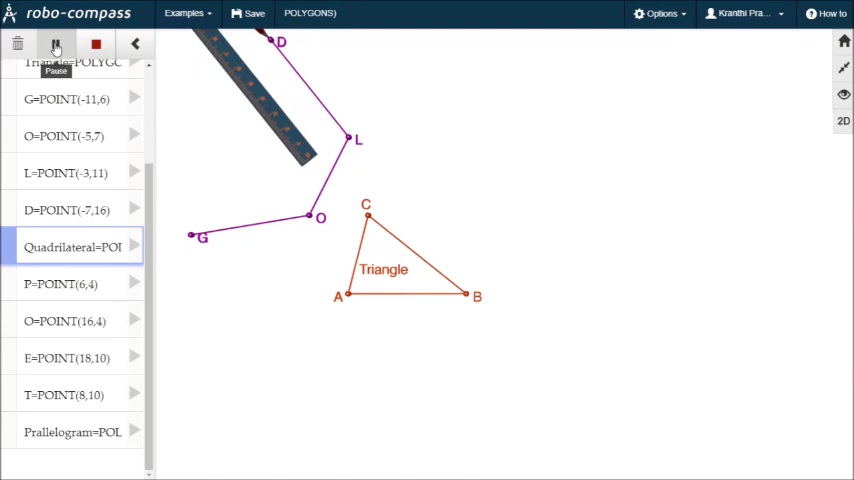 robo-compass Examples Save POLYGONS) Options Kranthi Pra... How to
Pause
Triangle=POLYGC
G=POINT(-11,6)
O=POINT(-5,7)
L=POINT(-3,11)
D=POINT(-7,16)
Quadrilateral=POI
P=POINT(6,4)
O=POINT(16,4)
E=POINT(18,10)
T=POINT(8,10)
Prallelogram=POL
2D
D
L
O
G
C
Triangle
A
B